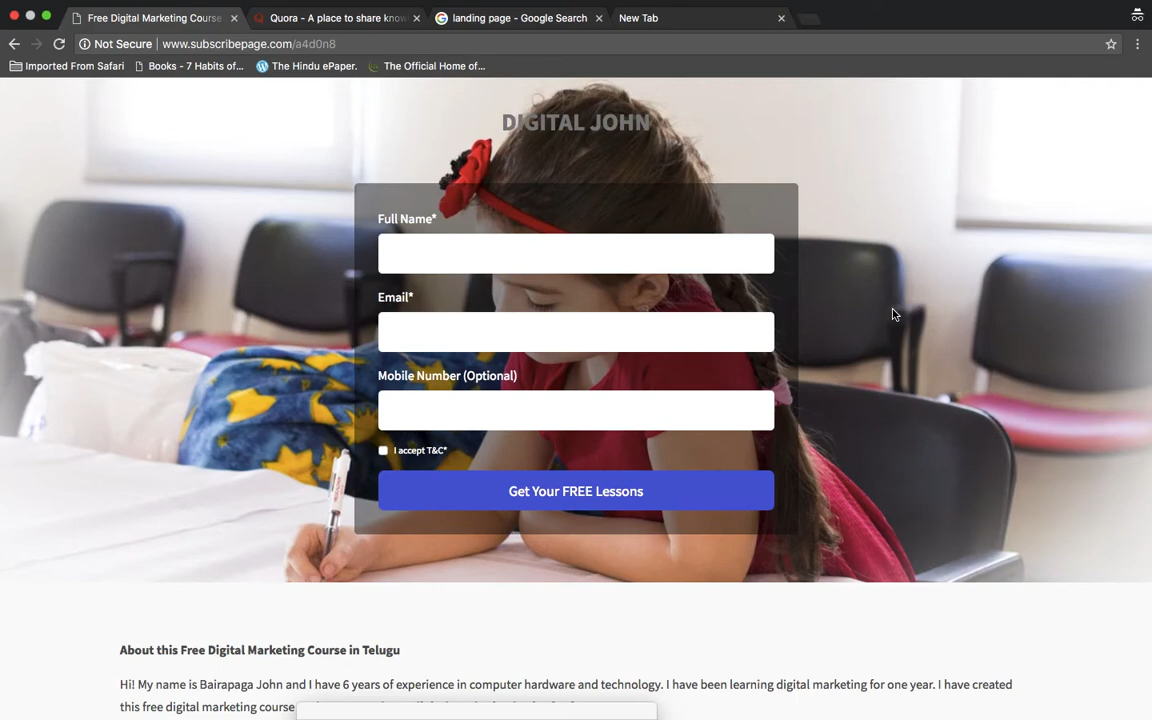 Free Digital Marketing Course
Quora - A place to share know
landing page - Google Search
New Tab
Not Secure
www.subscribepage.com/a4d0n8
Imported From Safari
Books - 7 Habits of...
The Hindu ePaper.
The Official Home of...
DIGITAL JOHN
Full Name*
Email*
Mobile Number (Optional)
I accept T&C*
Get Your FREE Lessons
About this Free Digital Marketing Course in Telugu
Hi! My name is Bairapaga John and I have 6 years of experience in computer hardware and technology. I have been learning digital marketing for one year. I have created
this free digital marketing course